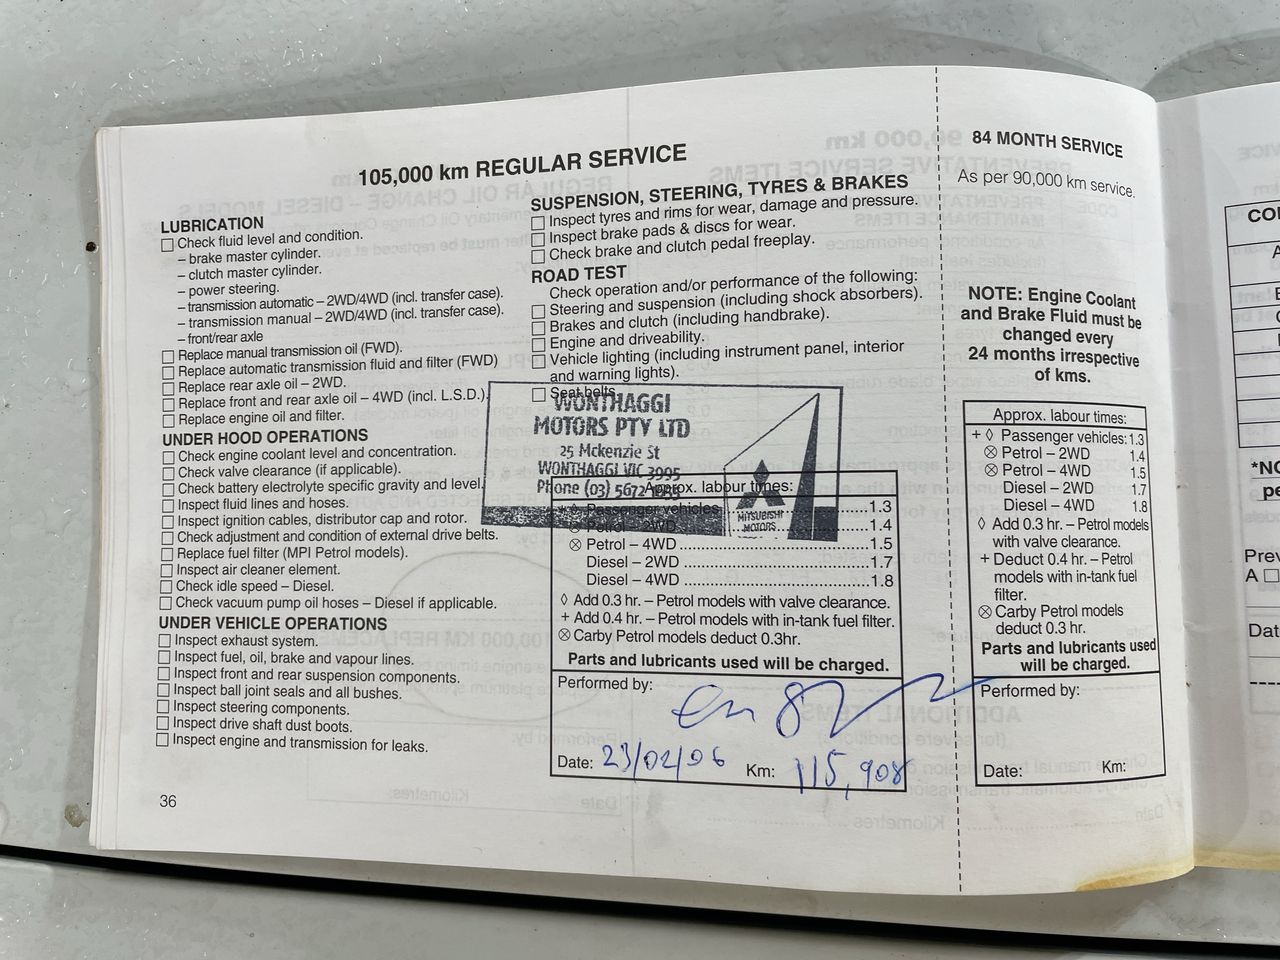 105,000 km REGULAR SERVICE
LUBRICATION
☐ Check fluid level and condition.
– brake master cylinder.
– clutch master cylinder.
– power steering.
– transmission automatic – 2WD/4WD (incl. transfer case).
– transmission manual – 2WD/4WD (incl. transfer case).
– front/rear axle
☐ Replace manual transmission oil (FWD).
☐ Replace automatic transmission fluid and filter (FWD)
☐ Replace rear axle oil – 2WD.
☐ Replace front and rear axle oil – 4WD (incl. L.S.D.).
☐ Replace engine oil and filter.
UNDER HOOD OPERATIONS
☐ Check engine coolant level and concentration.
☐ Check valve clearance (if applicable).
☐ Check battery electrolyte specific gravity and level.
☐ Inspect fluid lines and hoses.
☐ Inspect ignition cables, distributor cap and rotor.
☐ Check adjustment and condition of external drive belts.
☐ Replace fuel filter (MPI Petrol models).
☐ Inspect air cleaner element.
☐ Check idle speed – Diesel.
☐ Check vacuum pump oil hoses – Diesel if applicable.
UNDER VEHICLE OPERATIONS
☐ Inspect exhaust system.
☐ Inspect fuel, oil, brake and vapour lines.
☐ Inspect front and rear suspension components.
☐ Inspect ball joint seals and all bushes.
☐ Inspect steering components.
☐ Inspect drive shaft dust boots.
☐ Inspect engine and transmission for leaks.
36
SUSPENSION, STEERING, TYRES & BRAKES
☐ Inspect tyres and rims for wear, damage and pressure.
☐ Inspect brake pads & discs for wear.
☐ Check brake and clutch pedal freeplay.
ROAD TEST
Check operation and/or performance of the following:
☐ Steering and suspension (including shock absorbers).
☐ Brakes and clutch (including handbrake).
☐ Engine and driveability.
☐ Vehicle lighting (including instrument panel, interior
and warning lights).
☐ Seat belts
WONTHAGGI
MOTORS PTY LTD
25 Mckenzie St
WONTHAGGI VIC 3995
Phone (03) 5672
MITSUBISHI
MOTORS
Approx. labour times:
+ ◊ Passenger vehicles 1.3
⊗ Petrol – 2WD 1.4
⊗ Petrol – 4WD 1.5
Diesel – 2WD 1.7
Diesel – 4WD 1.8
◊ Add 0.3 hr. – Petrol models with valve clearance.
+ Add 0.4 hr. – Petrol models with in-tank fuel filter.
⊗ Carby Petrol models deduct 0.3hr.
Parts and lubricants used will be charged.
Performed by:
Date: 23/02/06 Km: 115,908
84 MONTH SERVICE
As per 90,000 km service.
NOTE: Engine Coolant
and Brake Fluid must be
changed every
24 months irrespective
of kms.
Approx. labour times:
+ ◊ Passenger vehicles: 1.3
⊗ Petrol – 2WD 1.4
⊗ Petrol – 4WD 1.5
Diesel – 2WD 1.7
Diesel – 4WD 1.8
◊ Add 0.3 hr. – Petrol models
with valve clearance.
+ Deduct 0.4 hr. – Petrol
models with in-tank fuel
filter.
⊗ Carby Petrol models
deduct 0.3 hr.
Parts and lubricants used
will be charged.
Performed by:
Date: Km: